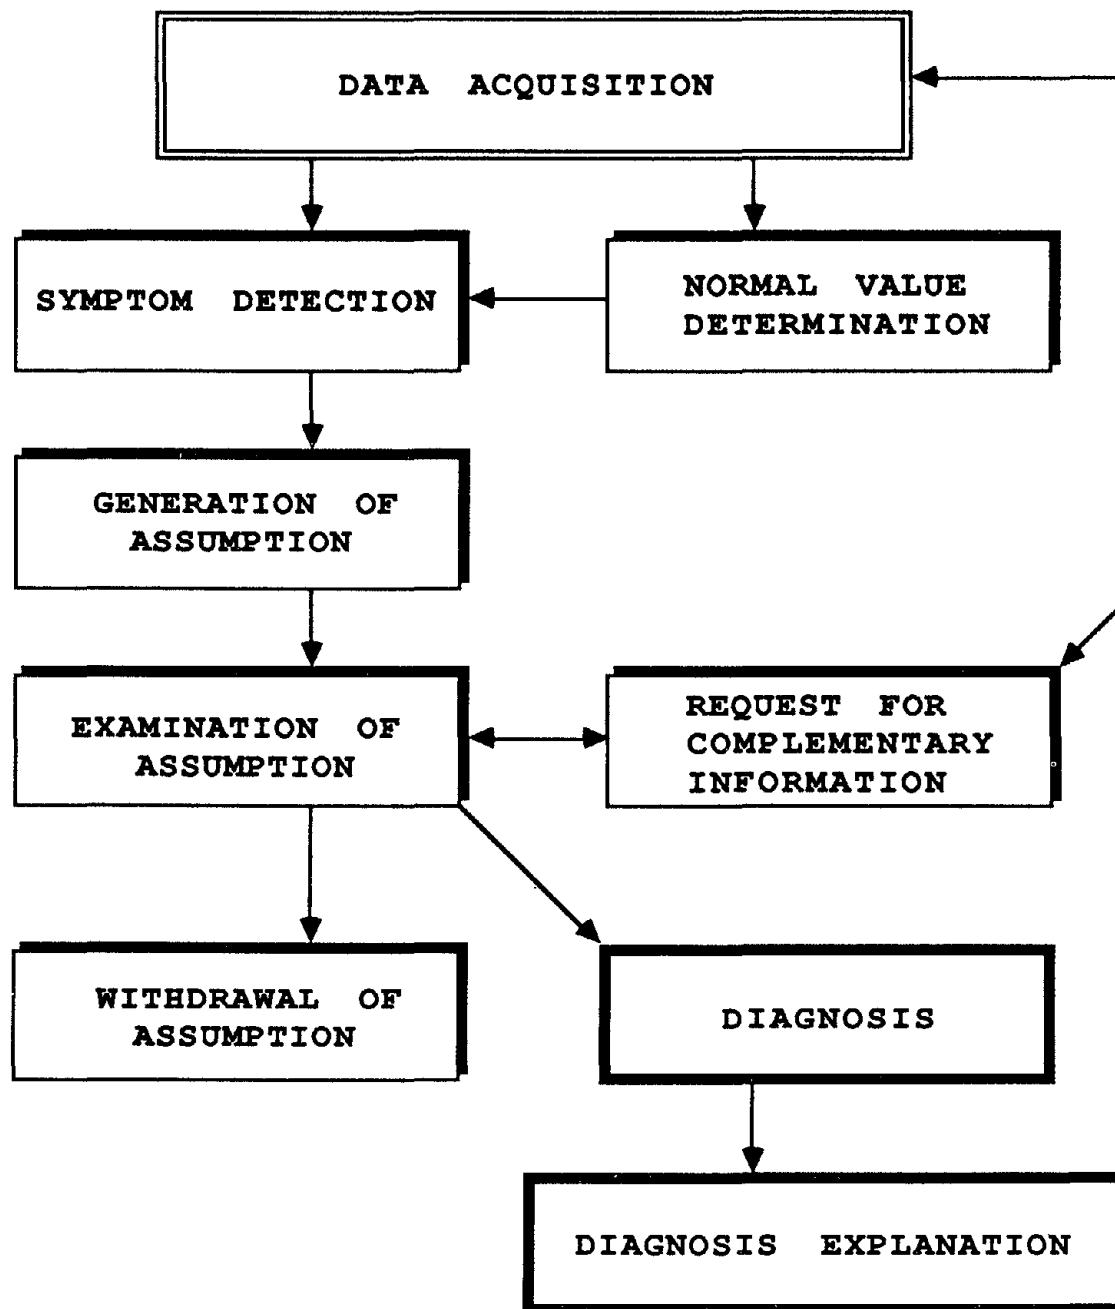 DATA ACQUISITION
SYMPTOM DETECTION
NORMAL VALUE
DETERMINATION
GENERATION OF
ASSUMPTION
EXAMINATION OF
ASSUMPTION
REQUEST FOR
COMPLEMENTARY
INFORMATION
WITHDRAWAL OF
ASSUMPTION
DIAGNOSIS
DIAGNOSIS EXPLANATION